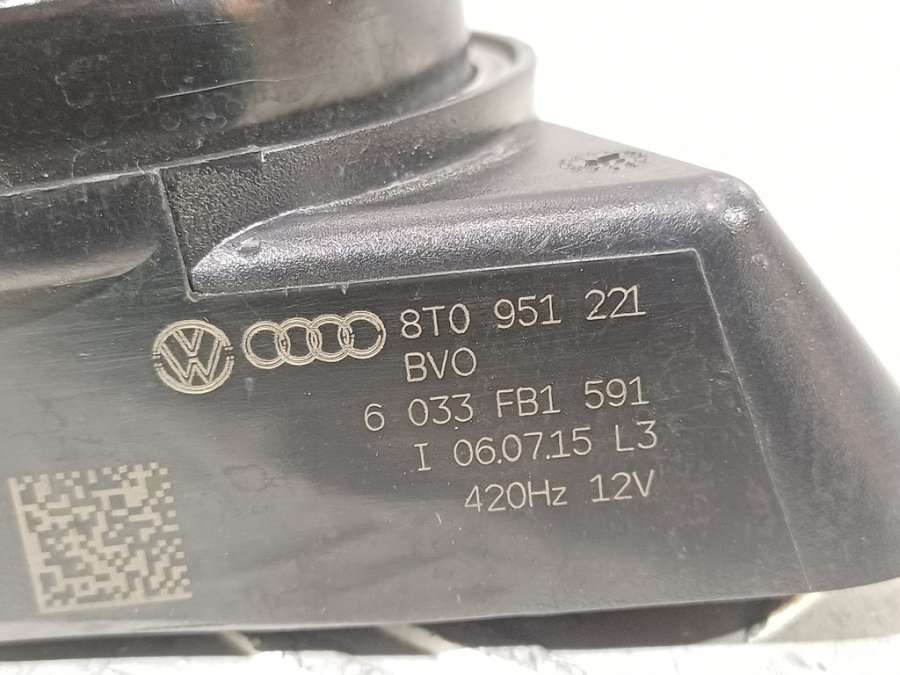 8T0 951 221
BVO
6 033 FB1 591
I 06.07.15 L3
420Hz 12V